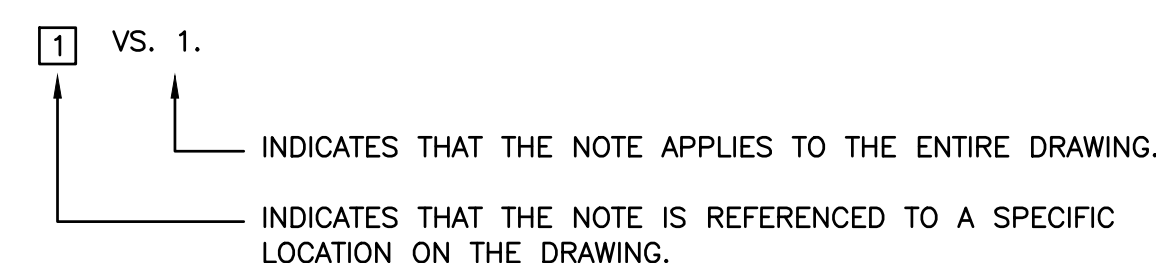 1 VS. 1.
INDICATES THAT THE NOTE APPLIES TO THE ENTIRE DRAWING.
INDICATES THAT THE NOTE IS REFERENCED TO A SPECIFIC
LOCATION ON THE DRAWING.